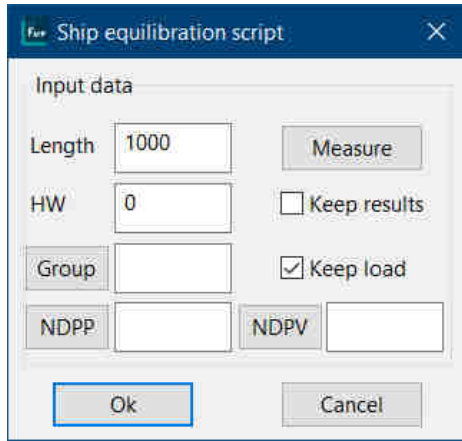 Ship equilibration script
Input data
Length 1000 Measure
HW 0 Keep results
Group Keep load
NDPP NDPV
Ok Cancel